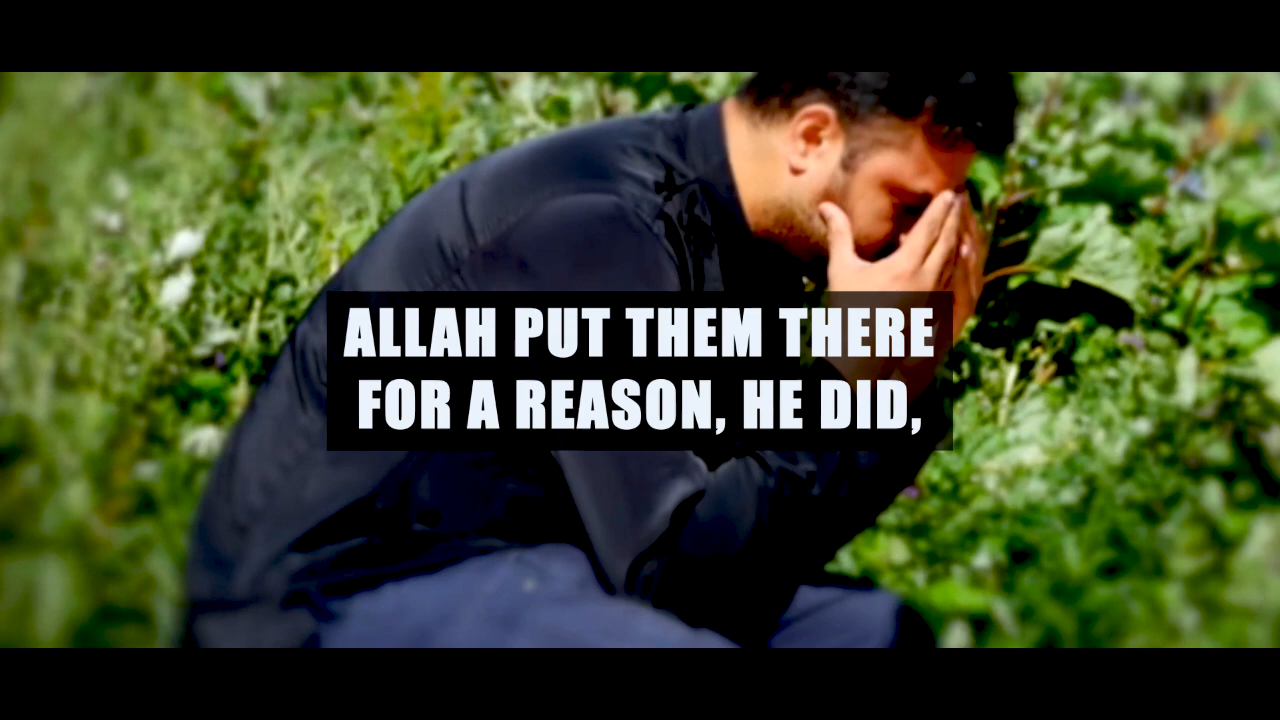 ALLAH PUT THEM THERE
FOR A REASON, HE DID,